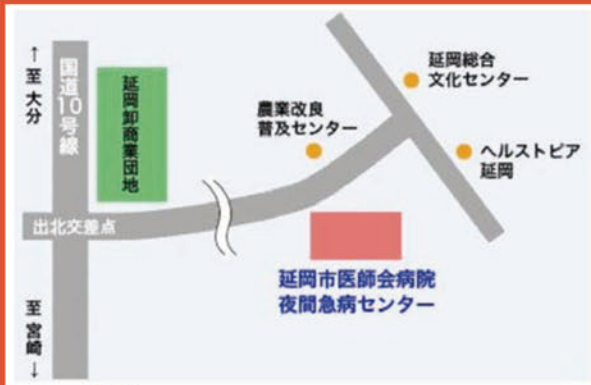 ↑至 大分
国道10号線
延岡卸商業団地
延岡総合
文化センター
農業改良
普及センター
ヘルストピア
延岡
出北交差点
延岡市医師会病院
夜間急病センター
至 宮崎↓